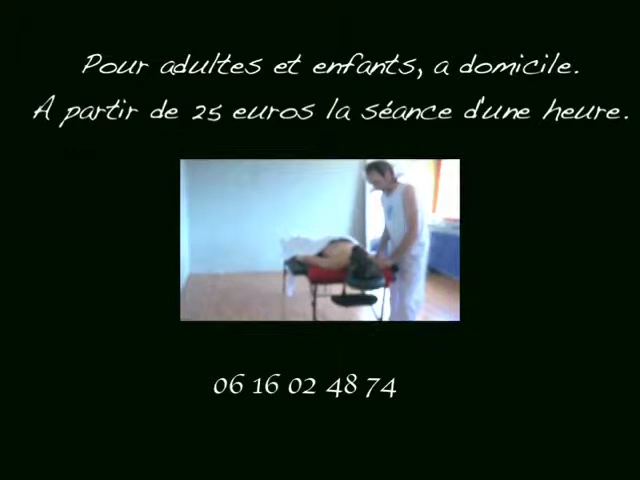 Pour adultes et enfants, a domicile.
A partir de 25 euros la séance d'une heure.
06 16 02 48 74